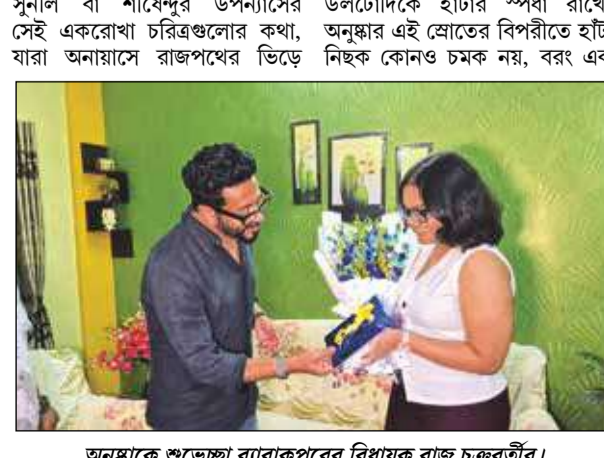 সুনীল বা শীর্ষেন্দুর উপন্যাসের
সেই একরোখা চরিত্রগুলোর কথা,
যারা অনায়াসে রাজপথের ভিড়ে
উলটোদিকে হাঁটার স্পর্ধা রাখে
অনুষ্কার এই স্রোতের বিপরীতে
নিছক কোনও চমক নয়, বরং
অনুষ্কাকে শুভেচ্ছা ব্যারাকপুরের বিধায়ক রাজ চক্রবর্তীর।